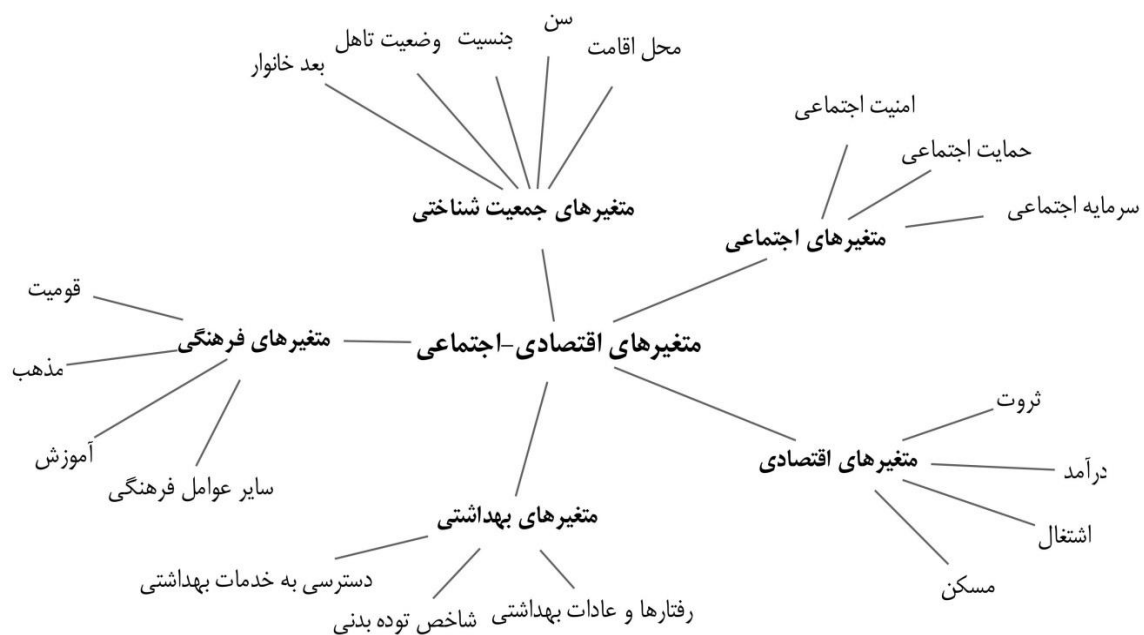 سن
محل اقامت
جنسیت
وضعیت تاهل
بعد خانوار
متغیرهای جمعیت شناختی
امنیت اجتماعی
حمایت اجتماعی
سرمایه اجتماعی
متغیرهای اجتماعی
متغیرهای اقتصادی-اجتماعی
متغیرهای فرهنگی
قومیت
مذهب
آموزش
سایر عوامل فرهنگی
متغیرهای اقتصادی
ثروت
درآمد
اشتغال
مسکن
متغیرهای بهداشتی
دسترسی به خدمات بهداشتی
شاخص توده بدنی
رفتارها و عادات بهداشتی